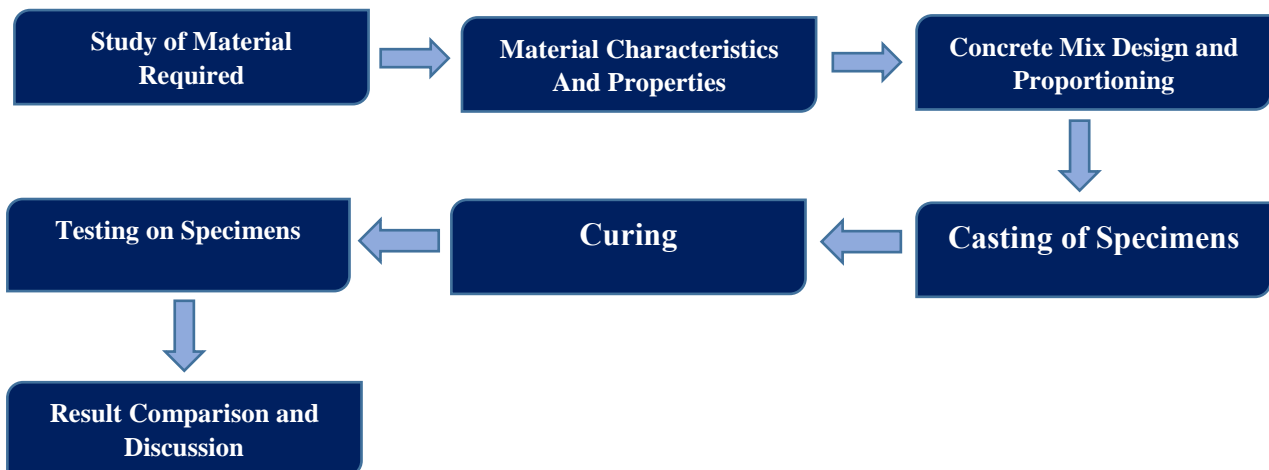 Study of Material
Required
Material Characteristics
And Properties
Concrete Mix Design and
Proportioning
Casting of Specimens
Curing
Testing on Specimens
Result Comparison and
Discussion